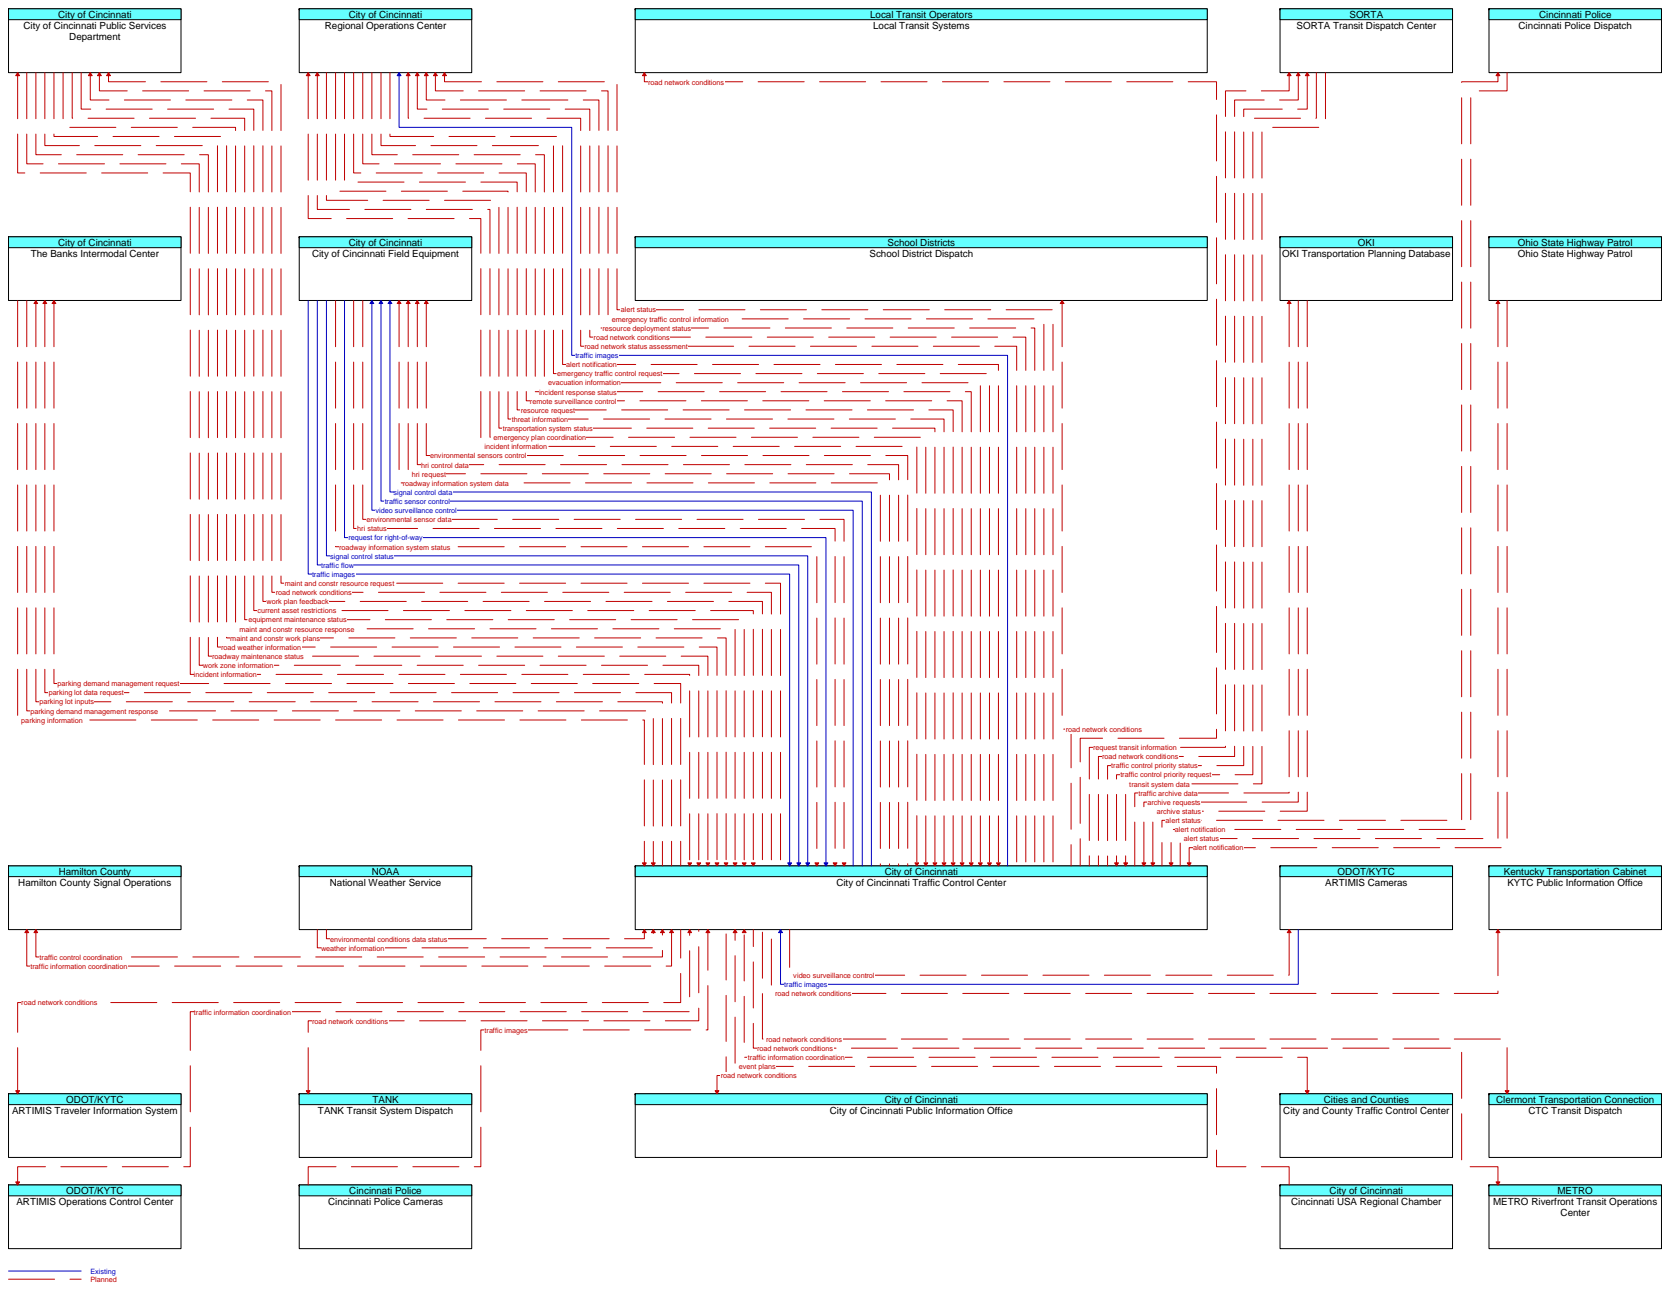 City of Cincinnati
City of Cincinnati Public Services
Department
City of Cincinnati
Regional Operations Center
Local Transit Operators
Local Transit Systems
SORTA
SORTA Transit Dispatch Center
Cincinnati Police
Cincinnati Police Dispatch
road network conditions
City of Cincinnati
The Banks Intermodal Center
City of Cincinnati
City of Cincinnati Field Equipment
School Districts
School District Dispatch
OKI
OKI Transportation Planning Database
Ohio State Highway Patrol
Ohio State Highway Patrol
alert status
emergency traffic control information
resource deployment status
road network conditions
road network status assessment
traffic images
alert notification
emergency traffic control request
evacuation information
incident response status
remote surveillance control
resource request
threat information
transportation system status
emergency plan coordination
incident information
environmental sensors control
hri control data
hri request
roadway information system data
signal control data
traffic sensor control
video surveillance control
environmental sensor data
hri status
request for right-of-way
roadway information system status
signal control status
traffic flow
traffic images
maint and constr resource request
road network conditions
work plan feedback
current asset restrictions
equipment maintenance status
maint and constr resource response
maint and constr work plans
road weather information
roadway maintenance status
work zone information
incident information
parking demand management request
parking lot data request
parking lot inputs
parking demand management response
parking information
road network conditions
request transit information
road network conditions
traffic control priority status
traffic control priority request
transit system data
traffic archive data
archive requests
archive status
alert status
alert notification
alert status
alert notification
Hamilton County
Hamilton County Signal Operations
NOAA
National Weather Service
City of Cincinnati
City of Cincinnati Traffic Control Center
ODOT/KYTC
ARTIMIS Cameras
Kentucky Transportation Cabinet
KYTC Public Information Office
environmental conditions data status
weather information
traffic control coordination
traffic information coordination
video surveillance control
traffic images
road network conditions
road network conditions
traffic information coordination
road network conditions
traffic images
road network conditions
road network conditions
traffic information coordination
event plans
road network conditions
ODOT/KYTC
ARTIMIS Traveler Information System
TANK
TANK Transit System Dispatch
City of Cincinnati
City of Cincinnati Public Information Office
Cities and Counties
City and County Traffic Control Center
Clermont Transportation Connection
CTC Transit Dispatch
ODOT/KYTC
ARTIMIS Operations Control Center
Cincinnati Police
Cincinnati Police Cameras
City of Cincinnati
Cincinnati USA Regional Chamber
METRO
METRO Riverfront Transit Operations
Center
Existing
Planned